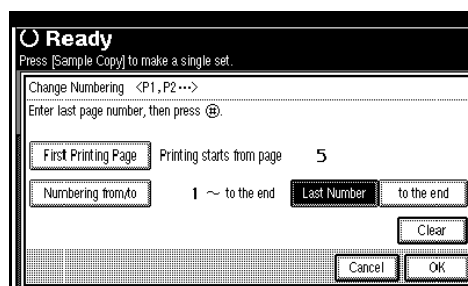 Ready
Press [Sample Copy] to make a single set.
Change Numbering <P1,P2···>
Enter last page number, then press (#).
First Printing Page Printing starts from page 5
Numbering from/to 1 ~ to the end Last Number to the end
Clear
Cancel OK